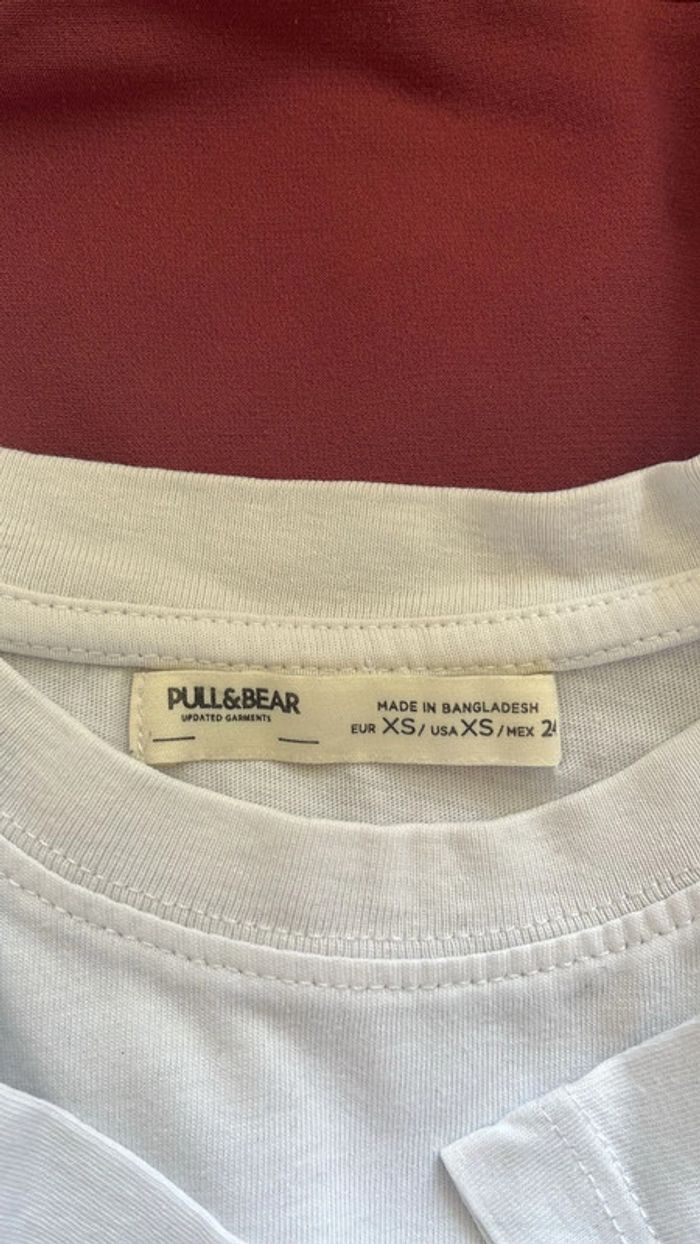 PULL&BEAR
UPDATED GARMENTS
MADE IN BANGLADESH
EUR XS / USA XS / MEX 24